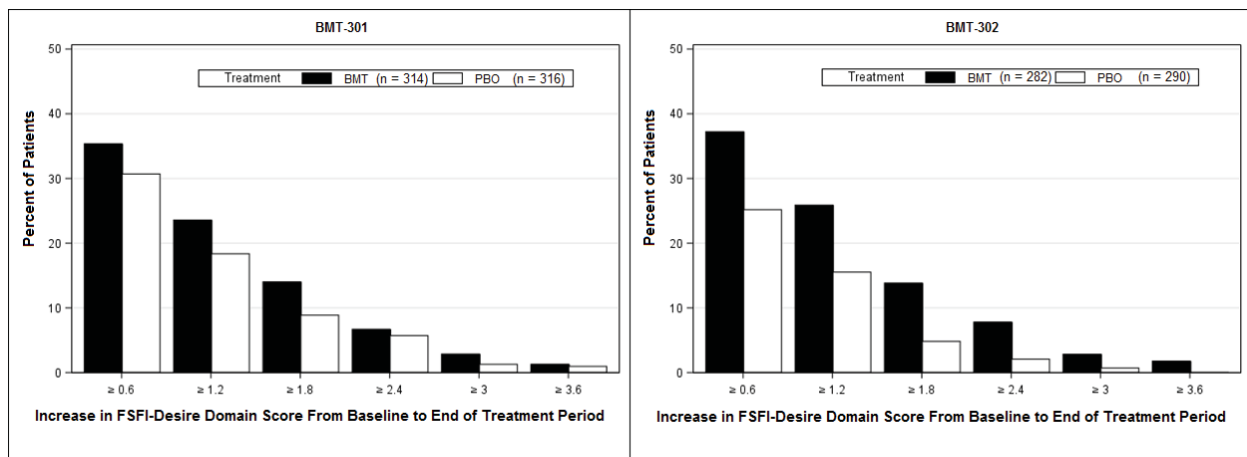 BMT-301
50
40
30
20
10
0
Percent of Patients
Treatment BMT (n = 314) PBO (n = 316)
≥ 0.6 ≥ 1.2 ≥ 1.8 ≥ 2.4 ≥ 3 ≥ 3.6
Increase in FSFI-Desire Domain Score From Baseline to End of Treatment Period
BMT-302
50
40
30
20
10
0
Percent of Patients
Treatment BMT (n = 282) PBO (n = 290)
≥ 0.6 ≥ 1.2 ≥ 1.8 ≥ 2.4 ≥ 3 ≥ 3.6
Increase in FSFI-Desire Domain Score From Baseline to End of Treatment Period